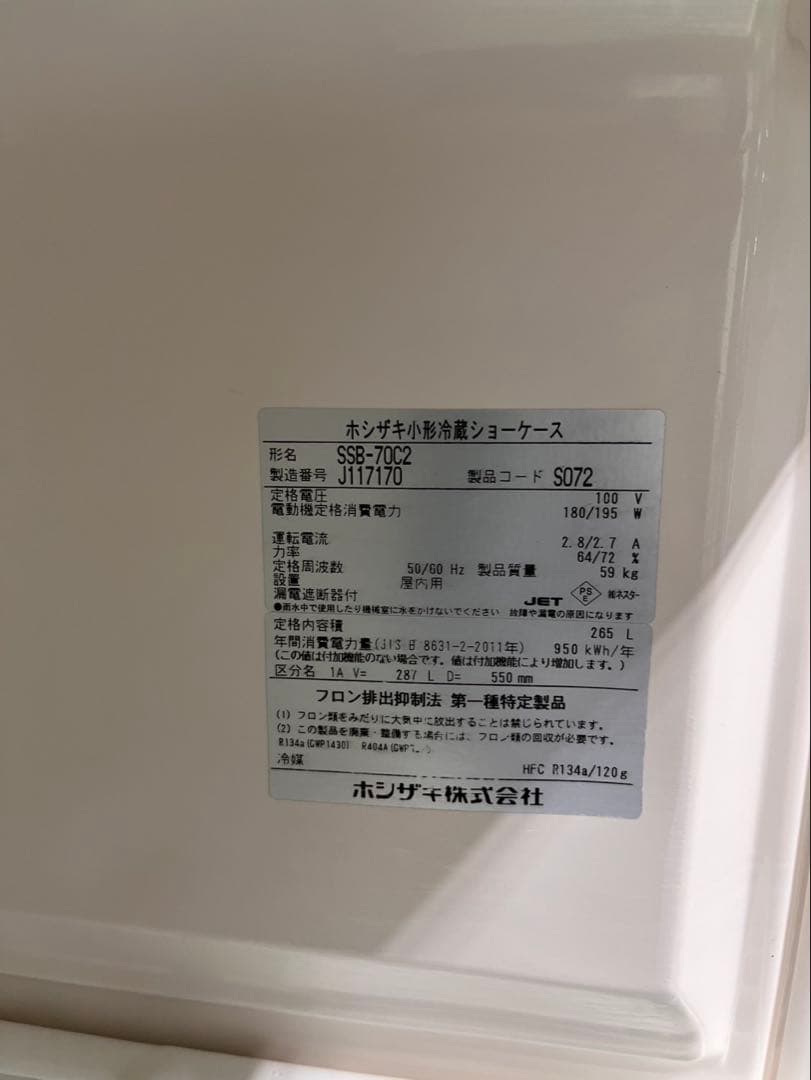 ホシザキ小形冷蔵ショーケース
形名 SSB-70C2
製造番号 J117170 製品コード S072
定格電圧 100 V
電動機定格消費電力 180/195 W
運転電流 2.8/2.7 A
力率 64/72 %
定格周波数 50/60 Hz 製品質量 59 kg
設置 屋内用
漏電遮断器付 JET PS E ㈱ネスター
●雨水中で使用したり機械室に水をかけないでください 故障や漏電の原因になります
定格内容積 265 L
年間消費電力量(JIS B 8631-2-2011年) 950 kWh/年
(この値は付加機能のない場合です。値は付加機能により増加します。)
区分名 1A V= 287 L D= 550 mm
フロン排出抑制法 第一種特定製品
(1) フロン類をみだりに大気中に放出することは禁じられています。
(2) この製品を廃棄・整備する場合には、フロン類の回収が必要です。
R134a(GWP1430) R404A
冷媒 HFC R134a/120g
ホシザキ株式会社